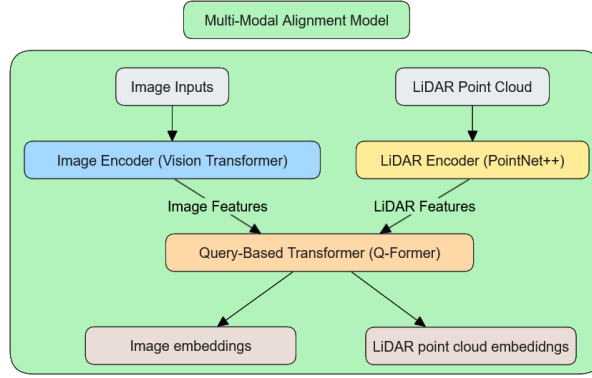 Multi-Modal Alignment Model
Image Inputs
LiDAR Point Cloud
Image Encoder (Vision Transformer)
LiDAR Encoder (PointNet++)
Image Features
LiDAR Features
Query-Based Transformer (Q-Former)
Image embeddings
LiDAR point cloud embedidngs